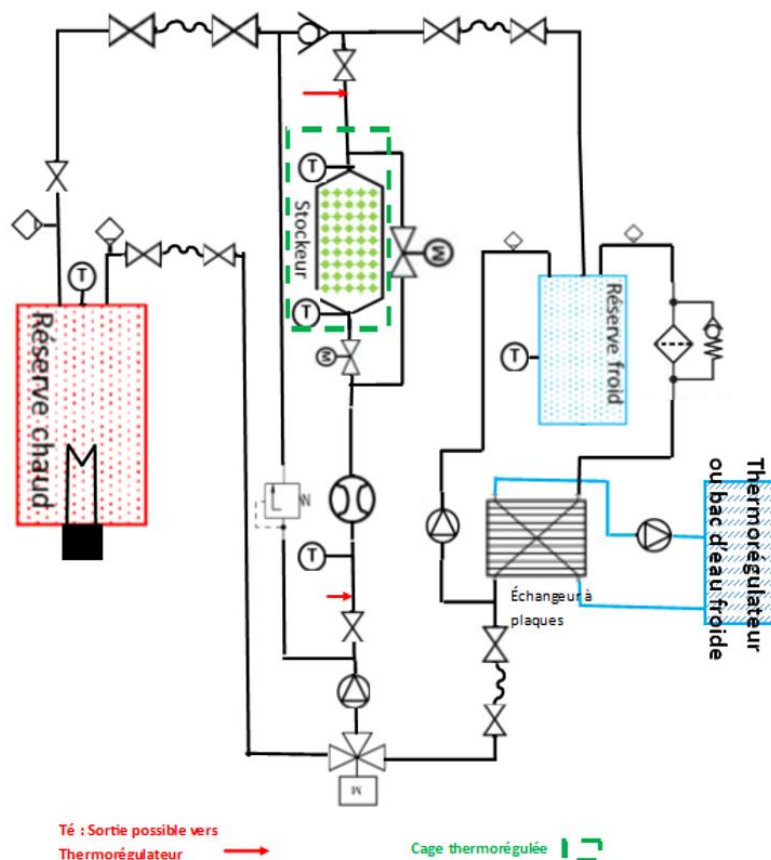 T
Stockeur
M
T
M
T
T
Réserve chaud
T
Réserve froid
T
Échangeur à
plaques
Thermorégulateur
ou bac d'eau froide
M
Té : Sortie possible vers
Thermorégulateur
Cage thermorégulée